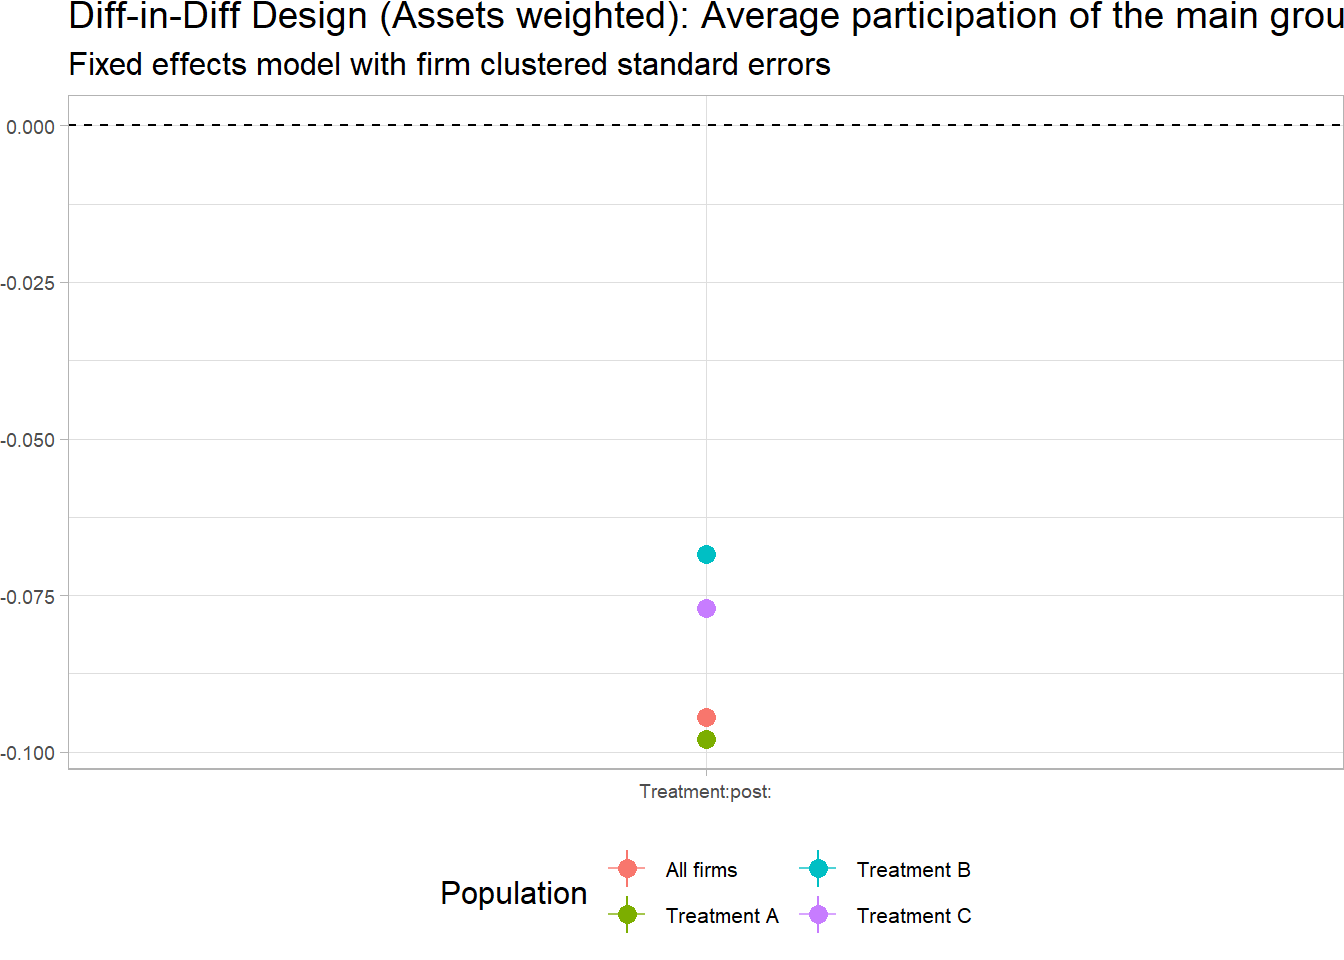 Diff-in-Diff Design (Assets weighted): Average participation of the main grou
Fixed effects model with firm clustered standard errors
0.000
-0.025
-0.050
-0.075
-0.100
Treatment:post:
Population
All firms
Treatment B
Treatment A
Treatment C